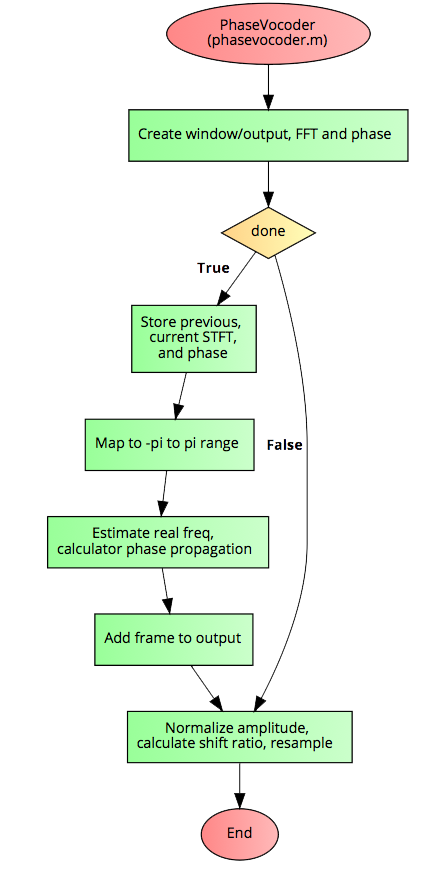 PhaseVocoder
(phasevocoder.m)
Create window/output, FFT and phase
done
True
Store previous,
current STFT,
and phase
Map to -pi to pi range
False
Estimate real freq,
calculator phase propagation
Add frame to output
Normalize amplitude,
calculate shift ratio, resample
End